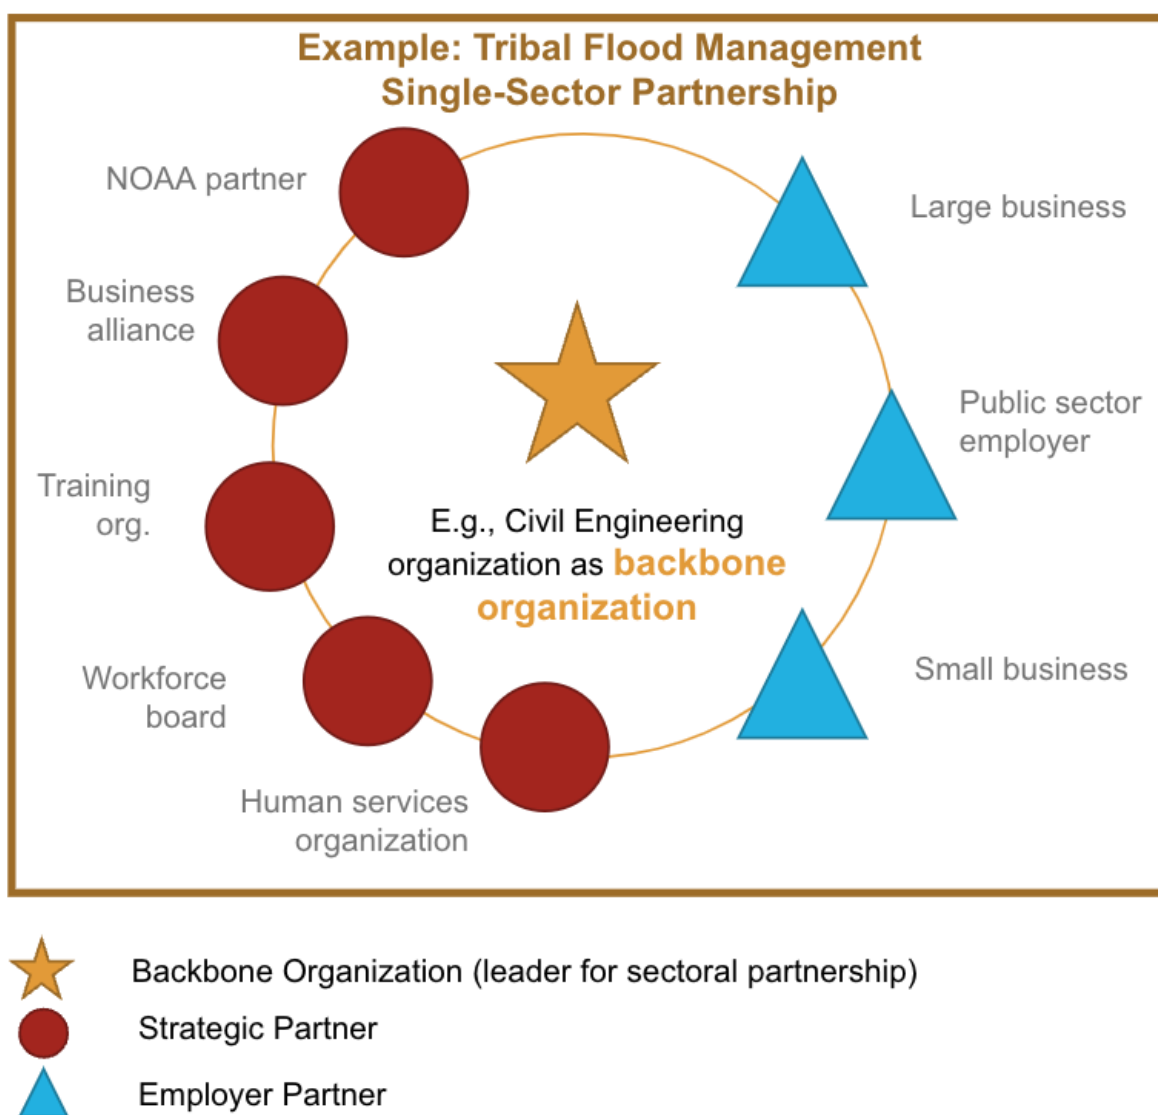 Example: Tribal Flood Management
Single-Sector Partnership
NOAA partner
Large business
Business
alliance
Public sector
employer
Training
org.
E.g., Civil Engineering
organization as backbone
organization
Workforce
board
Small business
Human services
organization
Backbone Organization (leader for sectoral partnership)
Strategic Partner
Employer Partner